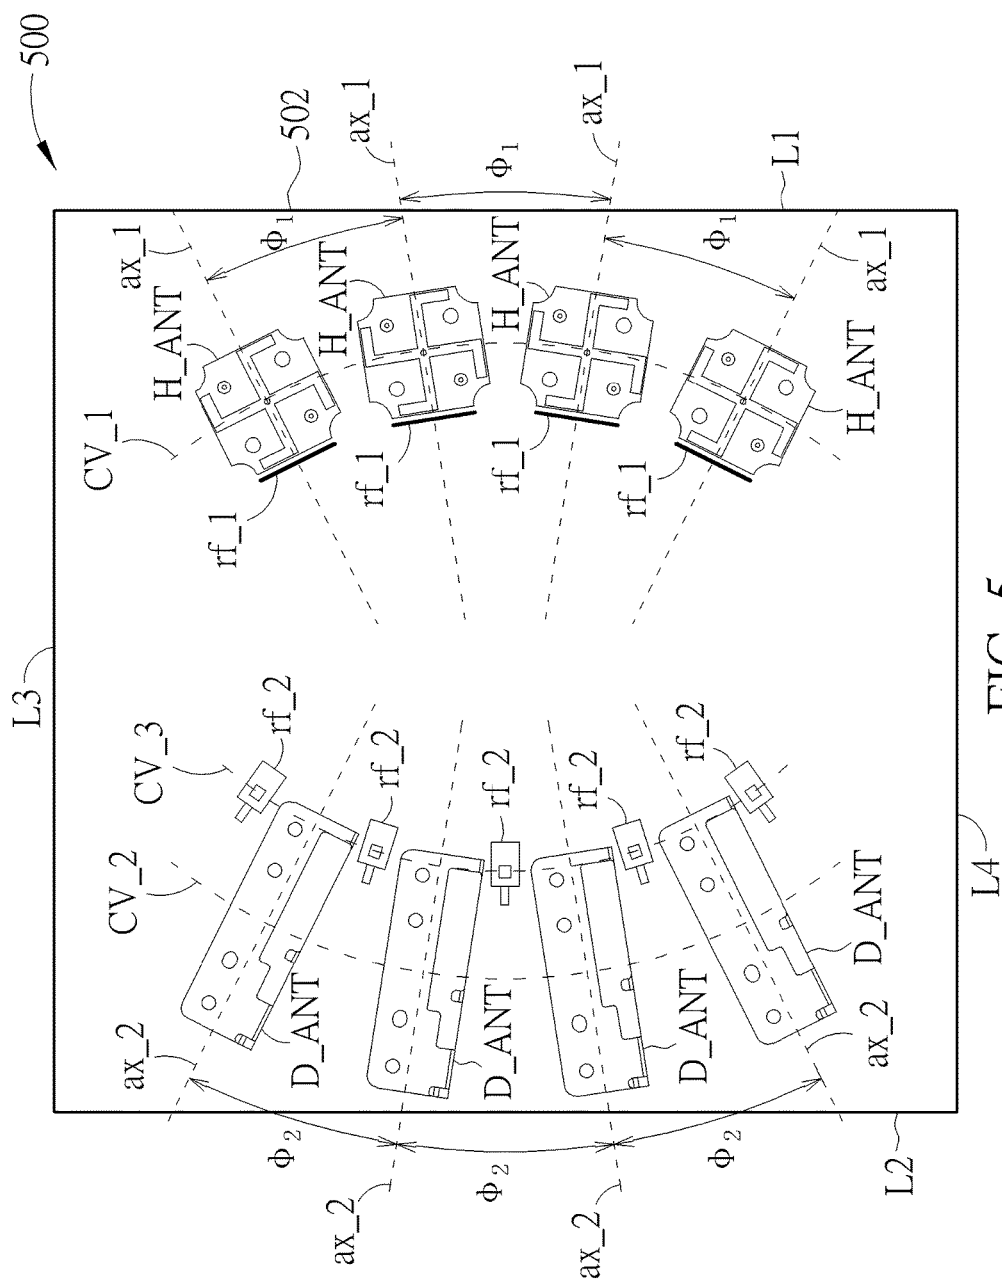 500
502
L3
L1
L4
L2
ax_1
ax_1
ax_1
ax_1
Φ1
Φ1
Φ1
H_ANT
H_ANT
H_ANT
H_ANT
CV_1
rf_1
rf_1
rf_1
rf_1
CV_3
CV_2
rf_2
rf_2
rf_2
rf_2
rf_2
D_ANT
D_ANT
D_ANT
D_ANT
ax_2
ax_2
ax_2
ax_2
Φ2
Φ2
Φ2
FIG. 5